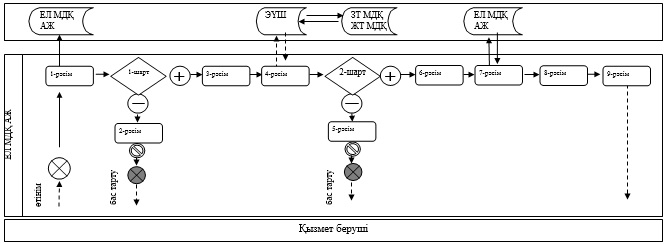 ЕЛ МДҚ
АЖ
ЭҮШ
ЗТ МДҚ
ЖТ МДҚ
ЕЛ МДҚ
АЖ
ЕЛ МДҚ АЖ
1-рәсім
1-шарт
3-рәсім
4-рәсім
2-шарт
6-рәсім
7-рәсім
8-рәсім
9-рәсім
2-рәсім
5-рәсім
өтінім
бас тарту
бас тарту
Қызмет беруші